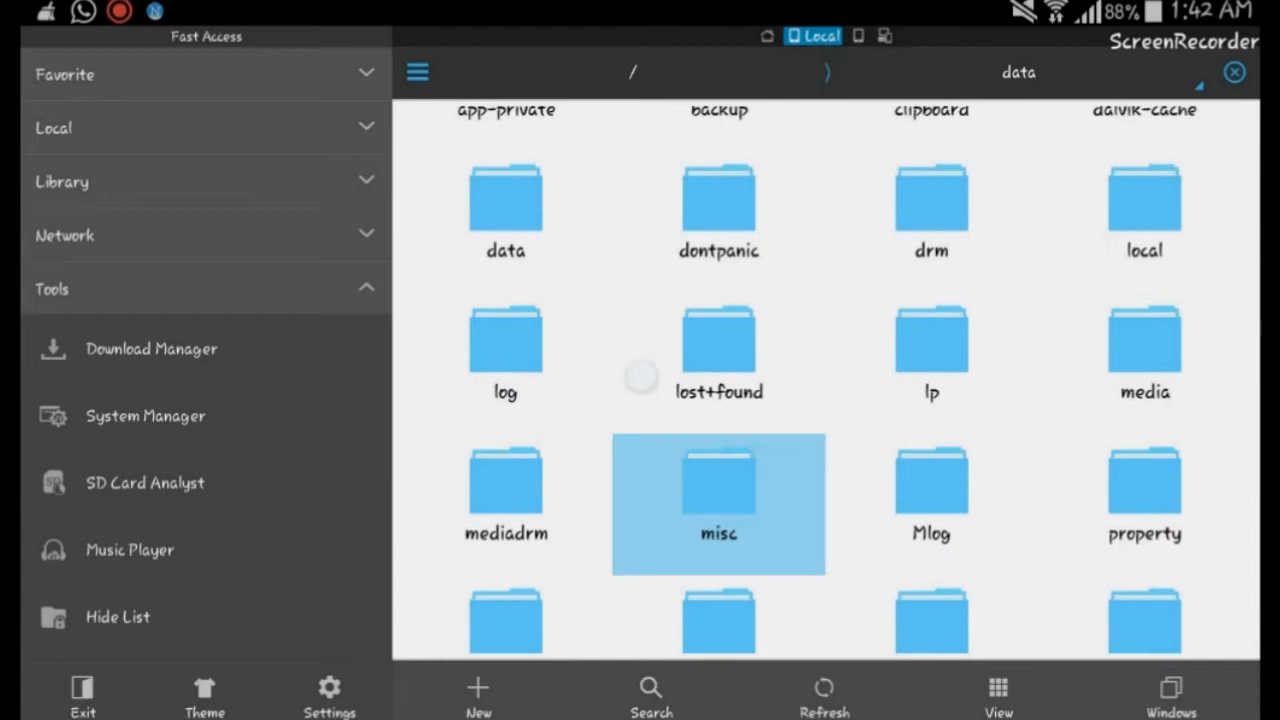 88% 1:42 AM
ScreenRecorder
Fast Access
Local
Favorite
Local
Library
Network
Tools
Download Manager
System Manager
SD Card Analyst
Music Player
Hide List
Exit
Theme
Settings
/
data
app-private
backup
clipboard
dalvik-cache
data
dontpanic
drm
local
log
lost+found
lp
media
mediadrm
misc
Mlog
property
New
Search
Refresh
View
Windows